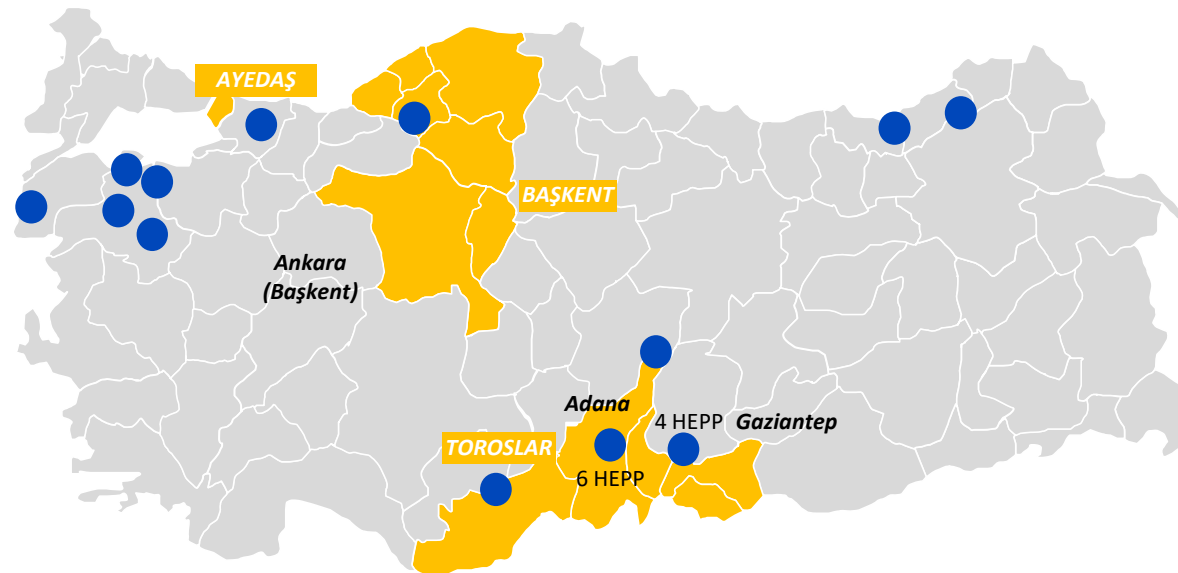 AYEDAŞ
BAŞKENT
Ankara
(Başkent)
Adana
4 HEPP
Gaziantep
TOROSLAR
6 HEPP